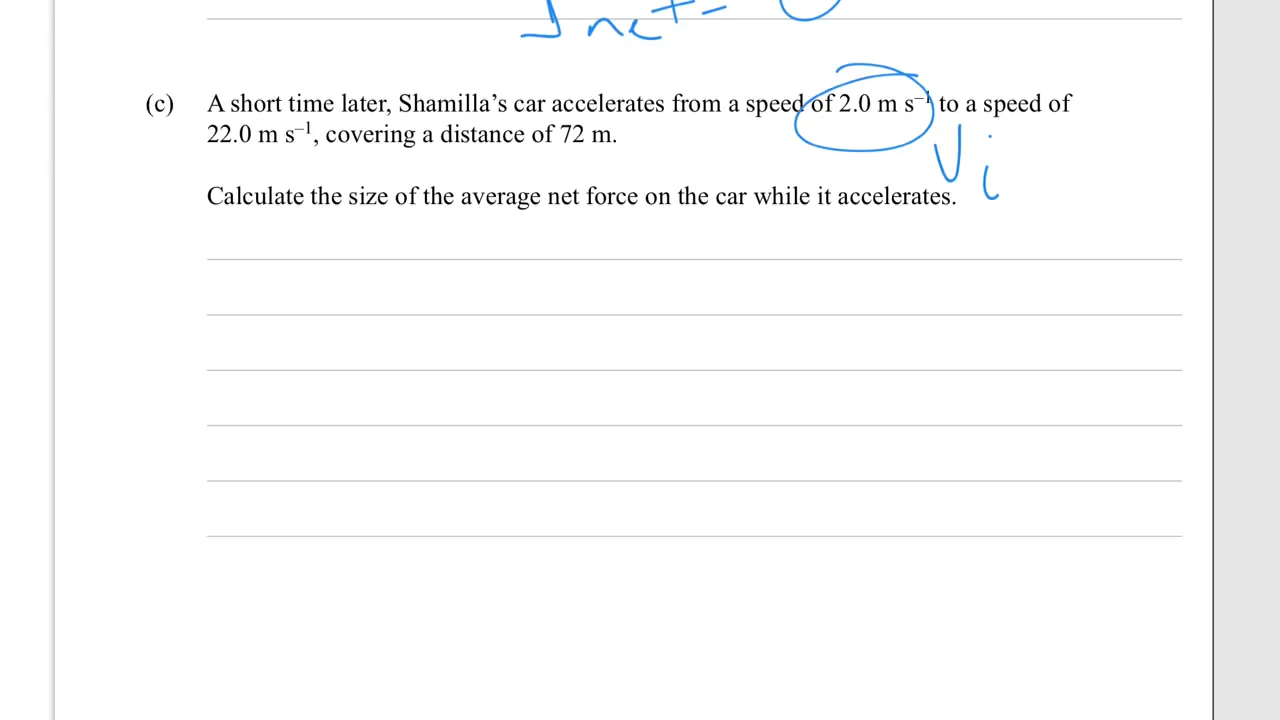 (c) A short time later, Shamilla’s car accelerates from a speed of 2.0 m s⁻¹ to a speed of
22.0 m s⁻¹, covering a distance of 72 m.
Vi
Calculate the size of the average net force on the car while it accelerates.